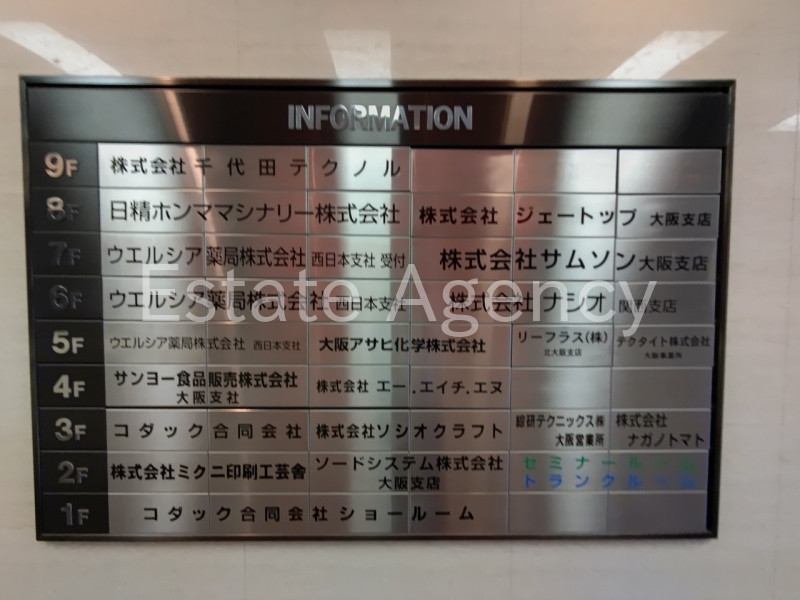 INFORMATION
9F 株式会社千代田テクノル
8F 日精ホンママシナリー株式会社 株式会社 ジェートップ 大阪支店
7F ウエルシア薬局株式会社 西日本支社 受付 株式会社サムソン大阪支店
6F ウエルシア薬局株式会社 西日本支社 株式会社ナシオ 関西支店
Estate Agency
5F ウエルシア薬局株式会社 西日本支社 大阪アサヒ化学株式会社 リーフラス(株) 北大阪支店 テクタイト株式会社 大阪事業所
4F サンヨー食品販売株式会社 大阪支社 株式会社 エー.エイチ.エヌ
3F コダック合同会社 株式会社ソシオクラフト 綜研テクニックス㈱ 大阪営業所 株式会社 ナガノトマト
2F 株式会社ミクニ印刷工芸舎 ソードシステム株式会社 大阪支店 セミナールーム トランクルーム
1F コダック合同会社ショールーム